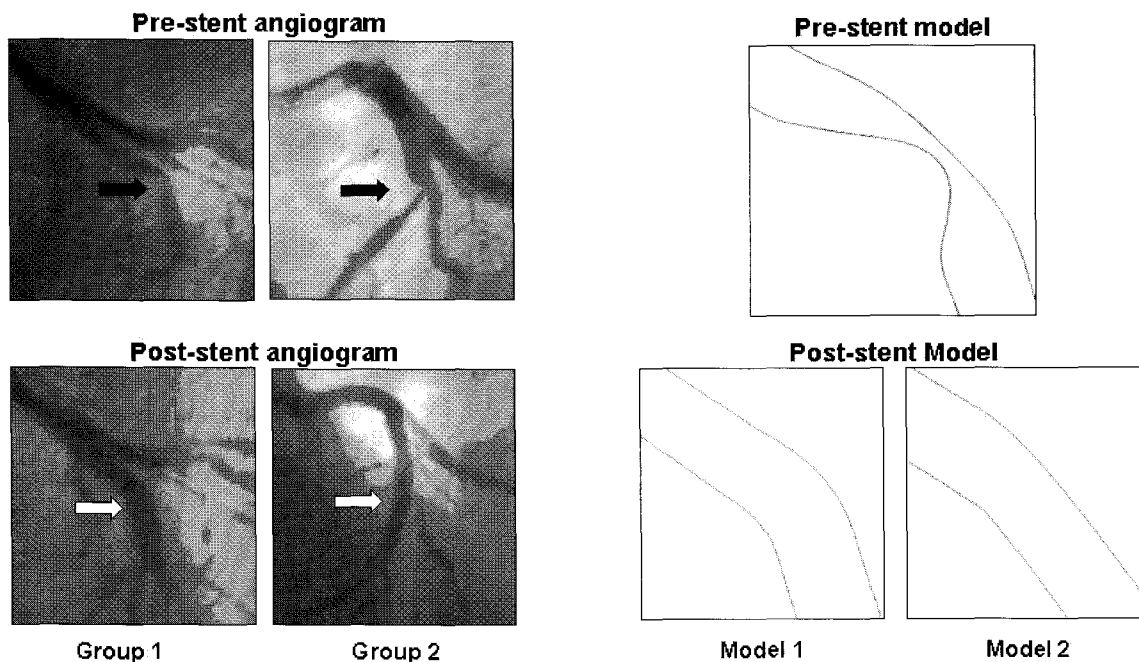 Pre-stent angiogram
Pre-stent model
Post-stent angiogram
Post-stent Model
Group 1
Group 2
Model 1
Model 2